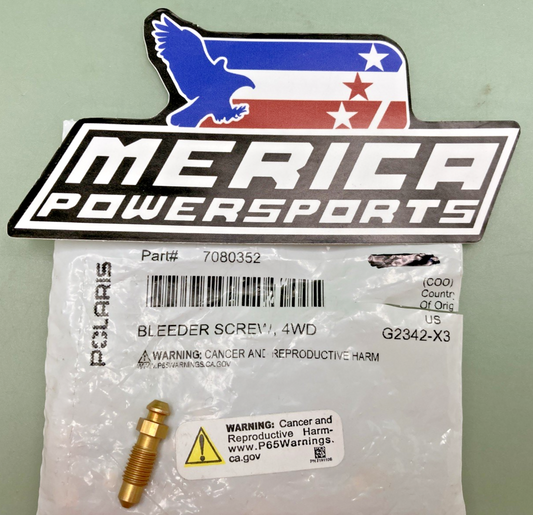 MERICA
POWERSPORTS
POLARIS
Part# 7080352
(COO)
Country
Of Orig
US
G2342-X3
BLEEDER SCREW, 4WD
WARNING: CANCER AND REPRODUCTIVE HARM
WARNING: Cancer and
Reproductive Harm-
www.P65Warnings.
ca.gov